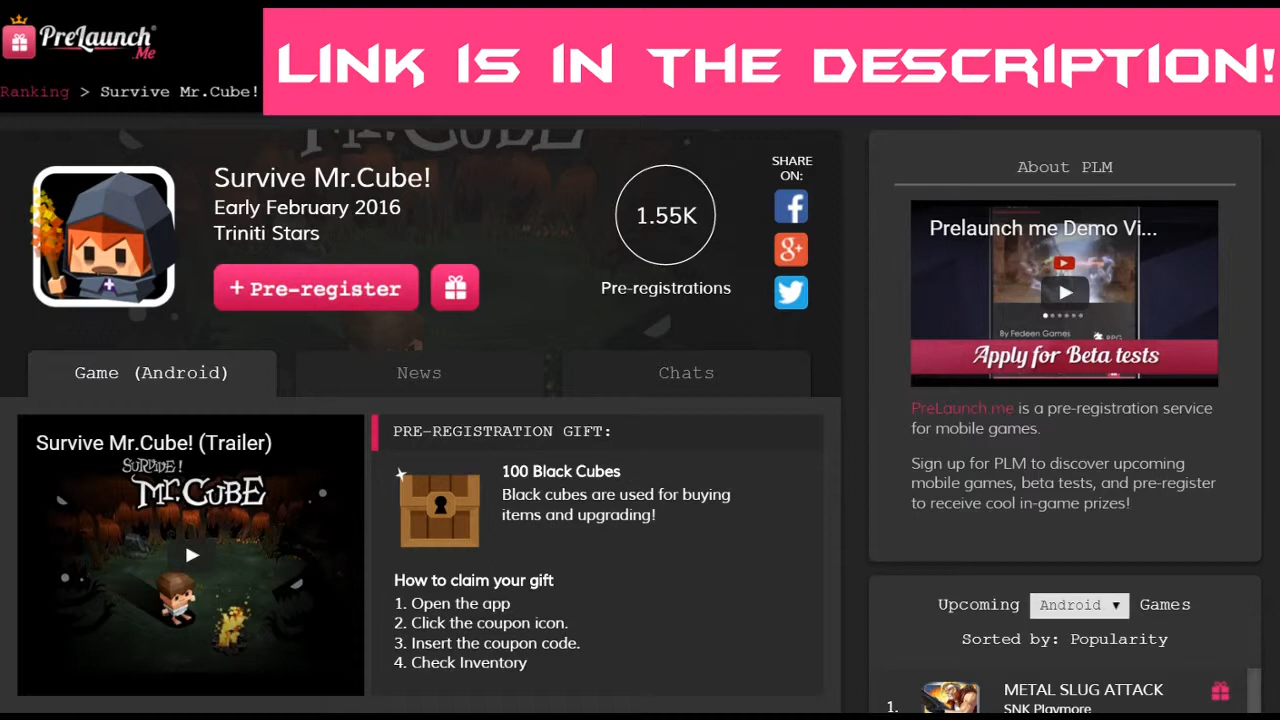 PreLaunch
.Me
LINK IS IN THE DESCRIPTION!
Ranking > Survive Mr.Cube!
MR.CUBE
Survive Mr.Cube!
Early February 2016
Triniti Stars
+ Pre-register
1.55K
Pre-registrations
SHARE
ON:
Game (Android)
News
Chats
Survive Mr.Cube! (Trailer)
SURVIVE!
MR.CUBE
PRE-REGISTRATION GIFT:
100 Black Cubes
Black cubes are used for buying
items and upgrading!
How to claim your gift
1. Open the app
2. Click the coupon icon.
3. Insert the coupon code.
4. Check Inventory
About PLM
Prelaunch me Demo Vi...
By Fedeen Games
RPG
Apply for Beta tests
PreLaunch me is a pre-registration service
for mobile games.
Sign up for PLM to discover upcoming
mobile games, beta tests, and pre-register
to receive cool in-game prizes!
Upcoming Android ▼ Games
Sorted by: Popularity
1.
METAL SLUG ATTACK
SNK Playmore